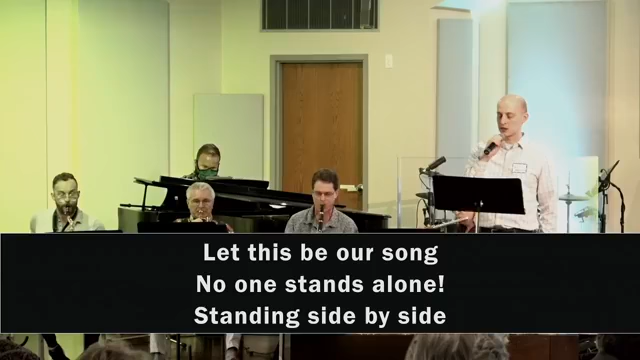 Let this be our song
No one stands alone!
Standing side by side